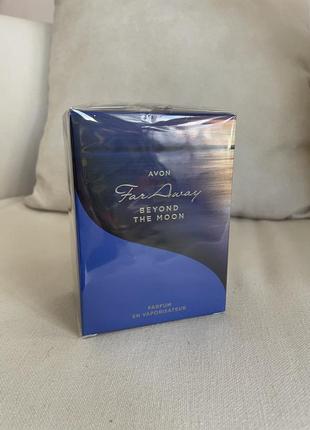 AVON
Far Away
BEYOND
THE MOON
PARFUM
EN VAPORISATEUR